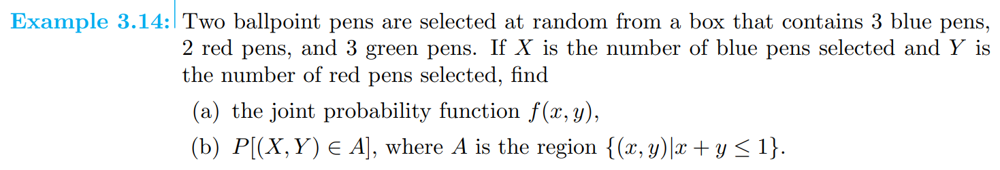 Example 3.14: Two ballpoint pens are selected at random from a box that contains 3 blue pens,
2 red pens, and 3 green pens. If X is the number of blue pens selected and Y is
the number of red pens selected, find
(a) the joint probability function f(x, y),
(b) P[(X, Y) ∈ A], where A is the region {(x, y)|x + y ≤ 1}.